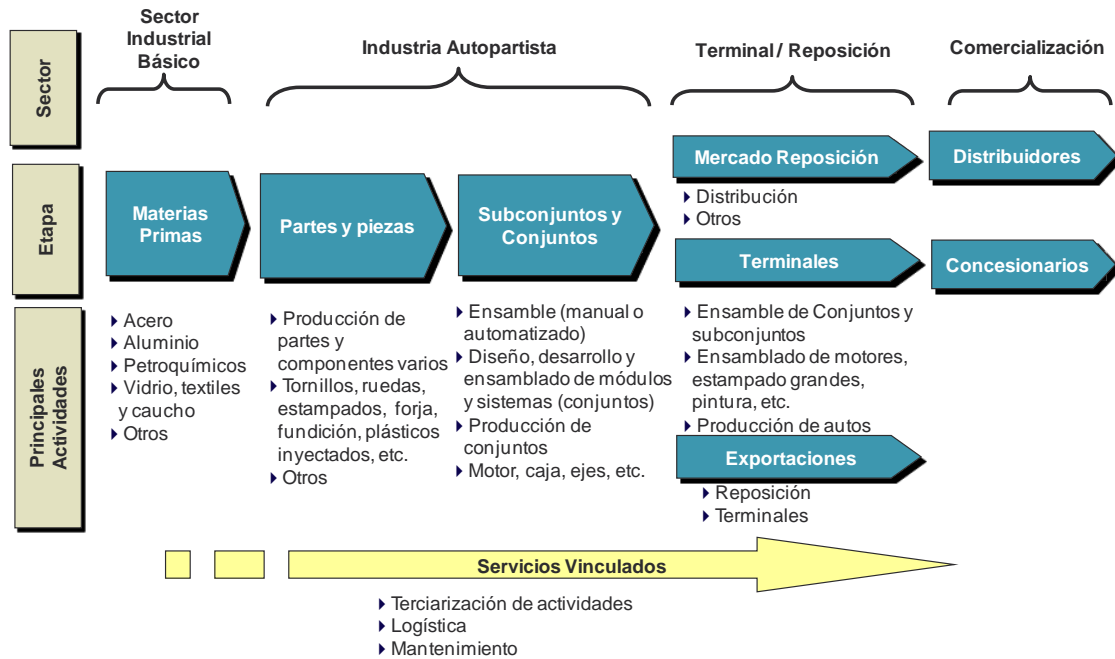 Sector
Sector
Industrial
Básico
Industria Autopartista
Terminal / Reposición
Comercialización
Etapa
Materias
Primas
Partes y piezas
Subconjuntos y
Conjuntos
Mercado Reposición
Distribución
Otros
Terminales
Distribuidores
Concesionarios
Principales
Actividades
Acero
Aluminio
Petroquímicos
Vidrio, textiles
y caucho
Otros
Producción de
partes y
componentes varios
Tornillos, ruedas,
estampados, forja,
fundición, plásticos
inyectados, etc.
Otros
Ensamble (manual o
automatizado)
Diseño, desarrollo y
ensamblado de módulos
y sistemas (conjuntos)
Producción de
conjuntos
Motor, caja, ejes, etc.
Ensamble de Conjuntos y
subconjuntos
Ensamblado de motores,
estampado grandes,
pintura, etc.
Producción de autos
Exportaciones
Reposición
Terminales
Servicios Vinculados
Terciarización de actividades
Logística
Mantenimiento